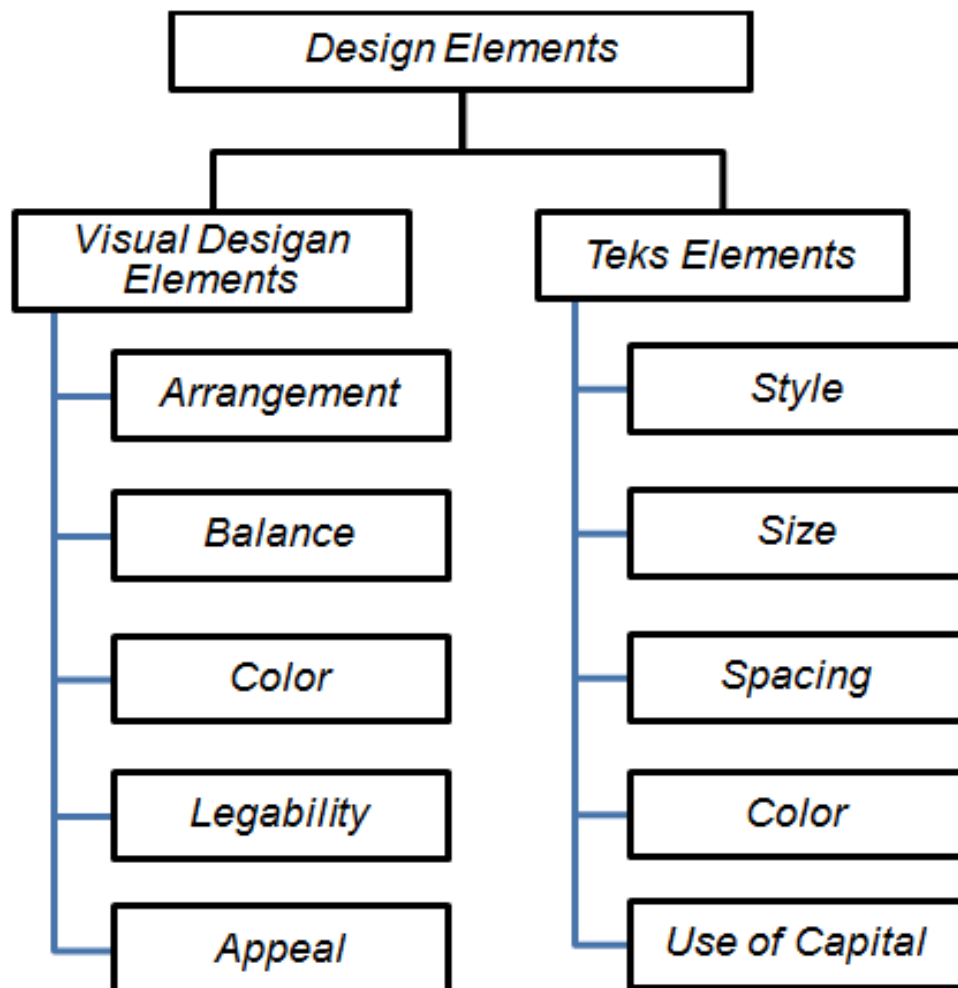 Design Elements
Visual Desigan
Elements
Arrangement
Balance
Color
Legability
Appeal
Teks Elements
Style
Size
Spacing
Color
Use of Capital